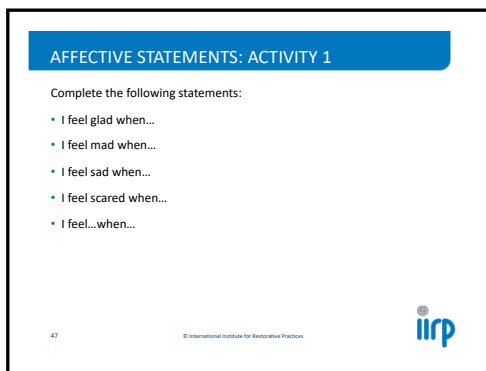 AFFECTIVE STATEMENTS: ACTIVITY 1
Complete the following statements:
• I feel glad when…
• I feel mad when…
• I feel sad when…
• I feel scared when…
• I feel…when…
47
© International Institute for Restorative Practices
iirp